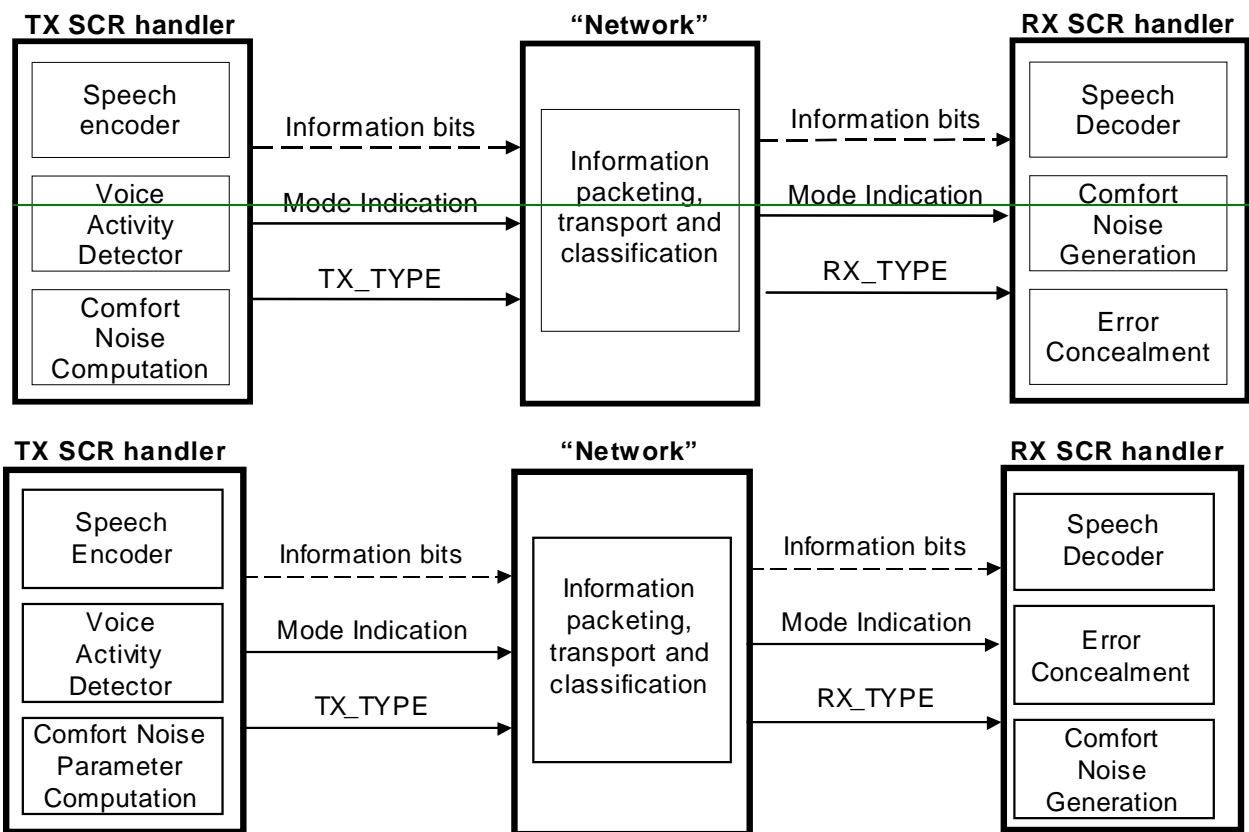 TX SCR handler
"Network"
RX SCR handler
Speech
encoder
Voice
Activity
Detector
Comfort
Noise
Computation
Information bits
Mode Indication
TX_TYPE
Information
packeting,
transport and
classification
Information bits
Mode Indication
RX_TYPE
Speech
Decoder
Comfort
Noise
Generation
Error
Concealment
TX SCR handler
“Network”
RX SCR handler
Speech
Encoder
Voice
Activity
Detector
Comfort Noise
Parameter
Computation
Information bits
Mode Indication
TX_TYPE
Information
packeting,
transport and
classification
Information bits
Mode Indication
RX_TYPE
Speech
Decoder
Error
Concealment
Comfort
Noise
Generation